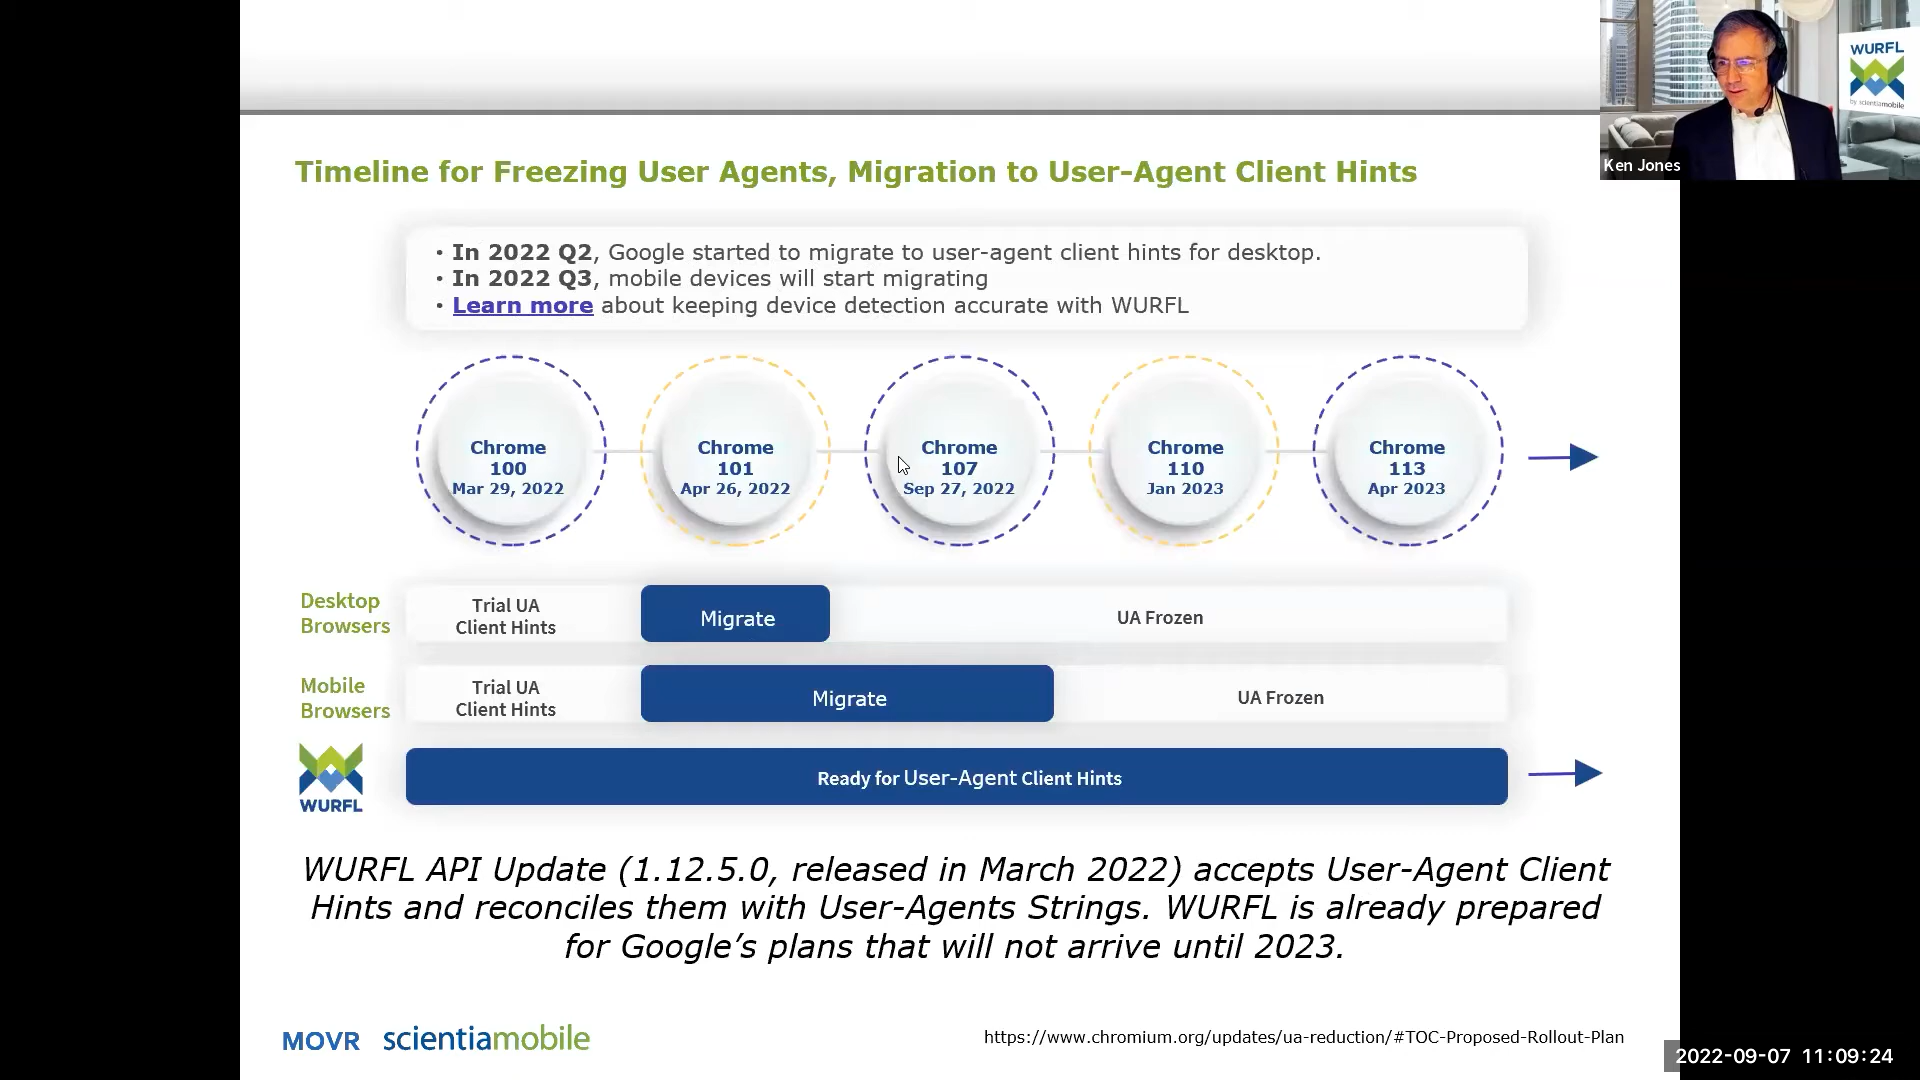 WURFL
by scientiamobile
Ken Jones
Timeline for Freezing User Agents, Migration to User-Agent Client Hints
• In 2022 Q2, Google started to migrate to user-agent client hints for desktop.
• In 2022 Q3, mobile devices will start migrating
• Learn more about keeping device detection accurate with WURFL
Chrome
100
Mar 29, 2022
Chrome
101
Apr 26, 2022
Chrome
107
Sep 27, 2022
Chrome
110
Jan 2023
Chrome
113
Apr 2023
Desktop
Browsers
Trial UA
Client Hints
Migrate
UA Frozen
Mobile
Browsers
Trial UA
Client Hints
Migrate
UA Frozen
WURFL
Ready for User-Agent Client Hints
WURFL API Update (1.12.5.0, released in March 2022) accepts User-Agent Client
Hints and reconciles them with User-Agents Strings. WURFL is already prepared
for Google’s plans that will not arrive until 2023.
MOVR scientiamobile
https://www.chromium.org/updates/ua-reduction/#TOC-Proposed-Rollout-Plan
2022-09-07 11:09:24